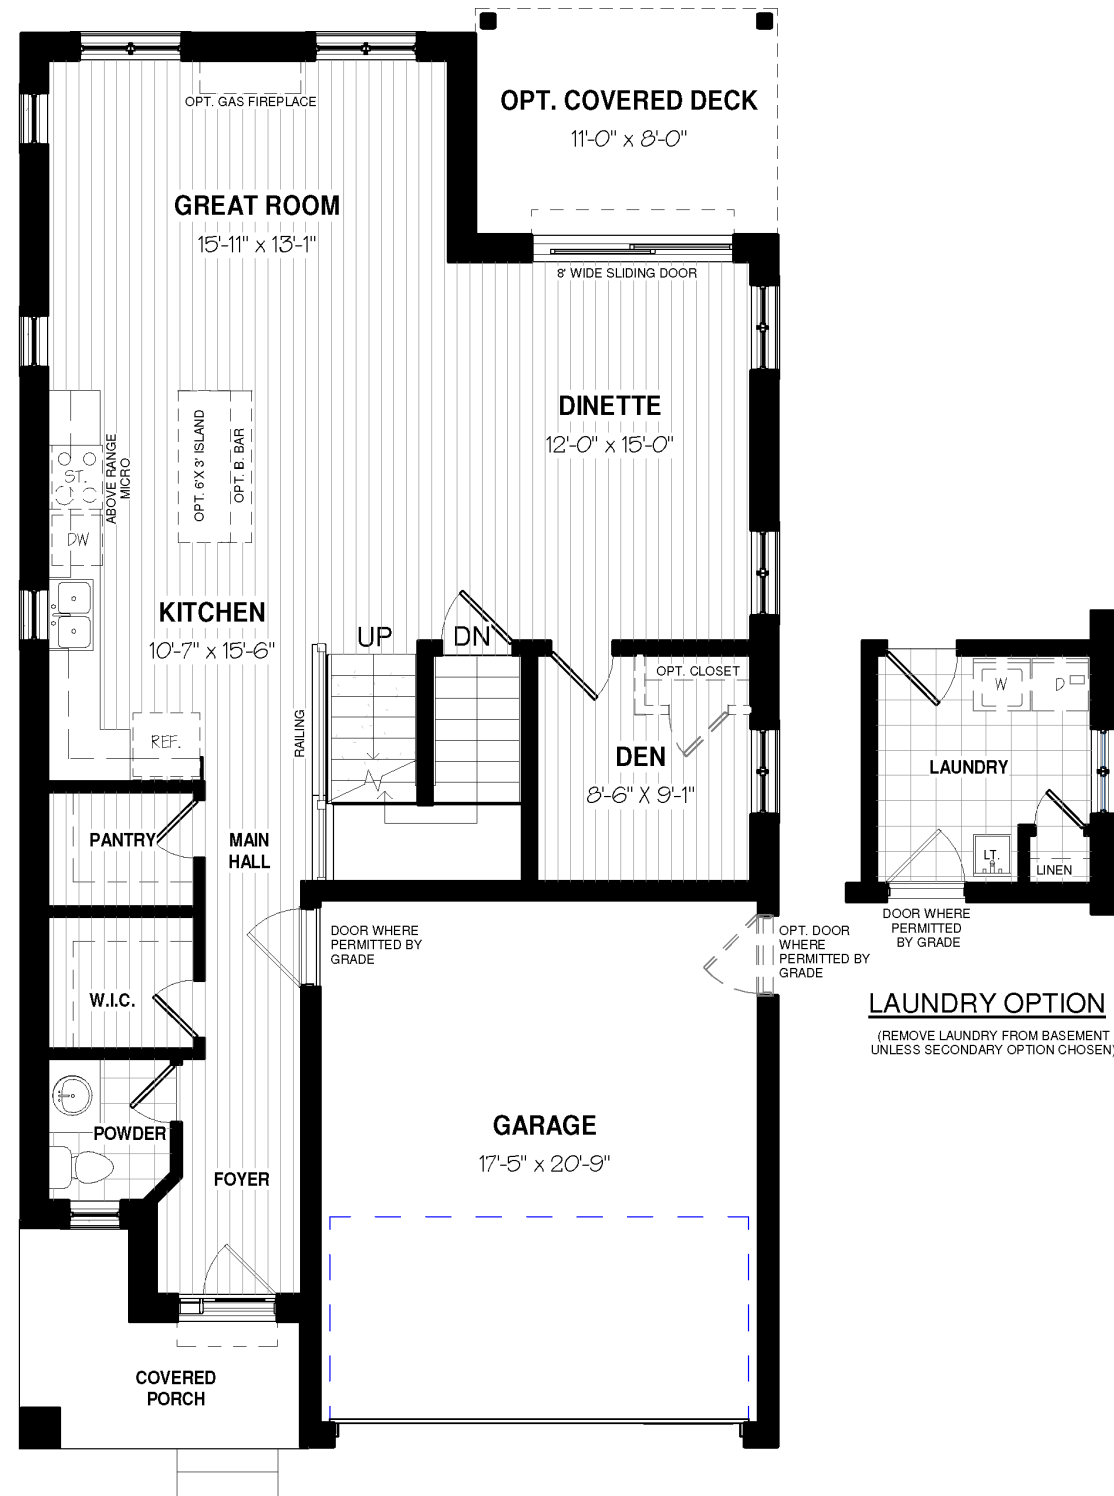 OPT. COVERED DECK
11'-0" x 8'-0"
OPT. GAS FIREPLACE
GREAT ROOM
15'-11" x 13'-1"
8' WIDE SLIDING DOOR
DINETTE
12'-0" x 15'-0"
ABOVE RANGE
MICRO
ST.
DW
OPT. 6'X 3' ISLAND
OPT. B. BAR
KITCHEN
10'-7" x 15'-6"
UP
DN
RAILING
REF.
OPT. CLOSET
DEN
8'-6" X 9'-1"
W
D
LAUNDRY
LT.
LINEN
PANTRY
MAIN
HALL
DOOR WHERE
PERMITTED BY
GRADE
OPT. DOOR
WHERE
PERMITTED BY
GRADE
DOOR WHERE
PERMITTED
BY GRADE
W.I.C.
LAUNDRY OPTION
(REMOVE LAUNDRY FROM BASEMENT
UNLESS SECONDARY OPTION CHOSEN)
POWDER
FOYER
GARAGE
17'-5" x 20'-9"
COVERED
PORCH